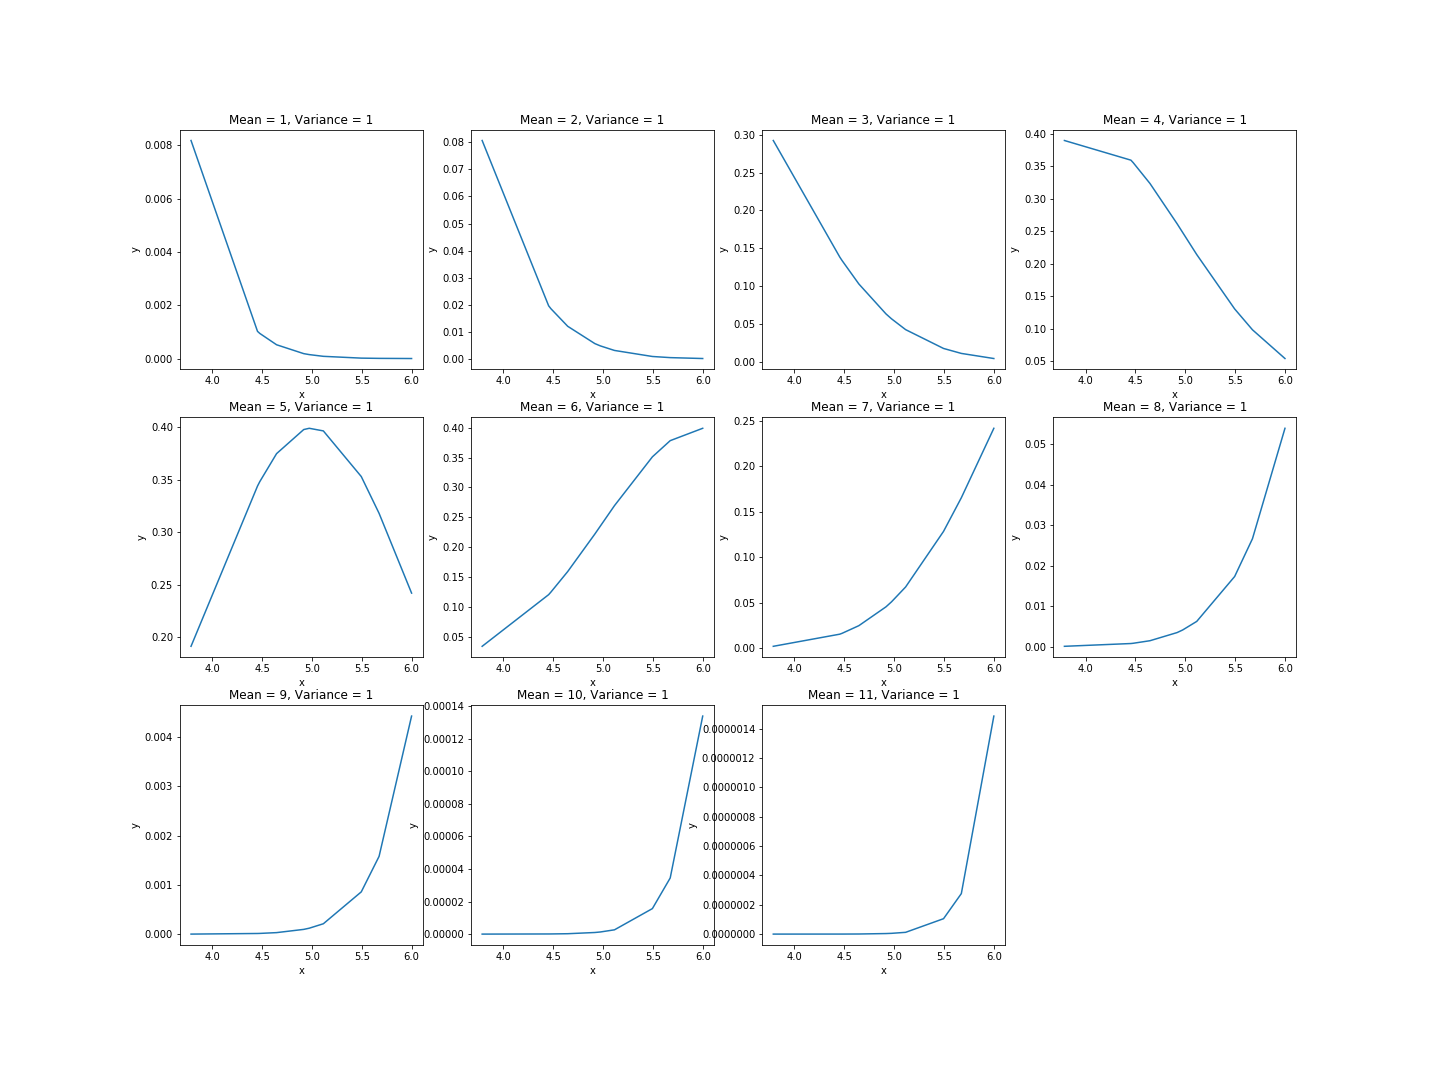 Mean = 1, Variance = 1
0.008
0.006
0.004
0.002
0.000
y
4.0 4.5 5.0 5.5 6.0
x
Mean = 2, Variance = 1
0.08
0.07
0.06
0.05
0.04
0.03
0.02
0.01
0.00
y
4.0 4.5 5.0 5.5 6.0
x
Mean = 3, Variance = 1
0.30
0.25
0.20
0.15
0.10
0.05
0.00
y
4.0 4.5 5.0 5.5 6.0
x
Mean = 4, Variance = 1
0.40
0.35
0.30
0.25
0.20
0.15
0.10
0.05
y
4.0 4.5 5.0 5.5 6.0
x
Mean = 5, Variance = 1
0.40
0.35
0.30
0.25
0.20
y
4.0 4.5 5.0 5.5 6.0
x
Mean = 6, Variance = 1
0.40
0.35
0.30
0.25
0.20
0.15
0.10
0.05
y
4.0 4.5 5.0 5.5 6.0
x
Mean = 7, Variance = 1
0.25
0.20
0.15
0.10
0.05
0.00
y
4.0 4.5 5.0 5.5 6.0
x
Mean = 8, Variance = 1
0.05
0.04
0.03
0.02
0.01
0.00
y
4.0 4.5 5.0 5.5 6.0
x
Mean = 9, Variance = 1
0.004
0.003
0.002
0.001
0.000
y
4.0 4.5 5.0 5.5 6.0
x
Mean = 10, Variance = 1
0.00014
0.00012
0.00010
0.00008
0.00006
0.00004
0.00002
0.00000
y
4.0 4.5 5.0 5.5 6.0
x
Mean = 11, Variance = 1
0.0000014
0.0000012
0.0000010
0.0000008
0.0000006
0.0000004
0.0000002
0.0000000
y
4.0 4.5 5.0 5.5 6.0
x